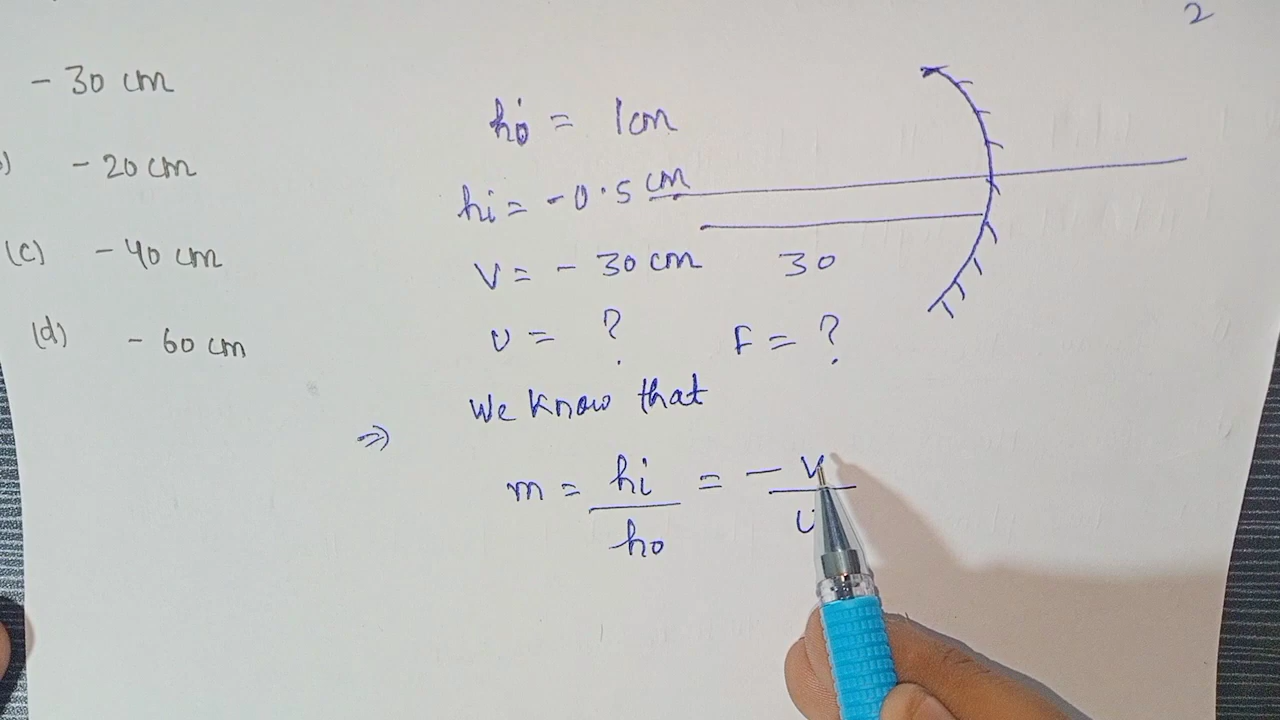 2
- 30 cm
) - 20 cm
(c) - 40 cm
(d) - 60 cm
ho = 1cm
hi = -0.5 cm
V = - 30 cm 30
u = ? F = ?
We know that
⇒
m = hi/ho = - v/u